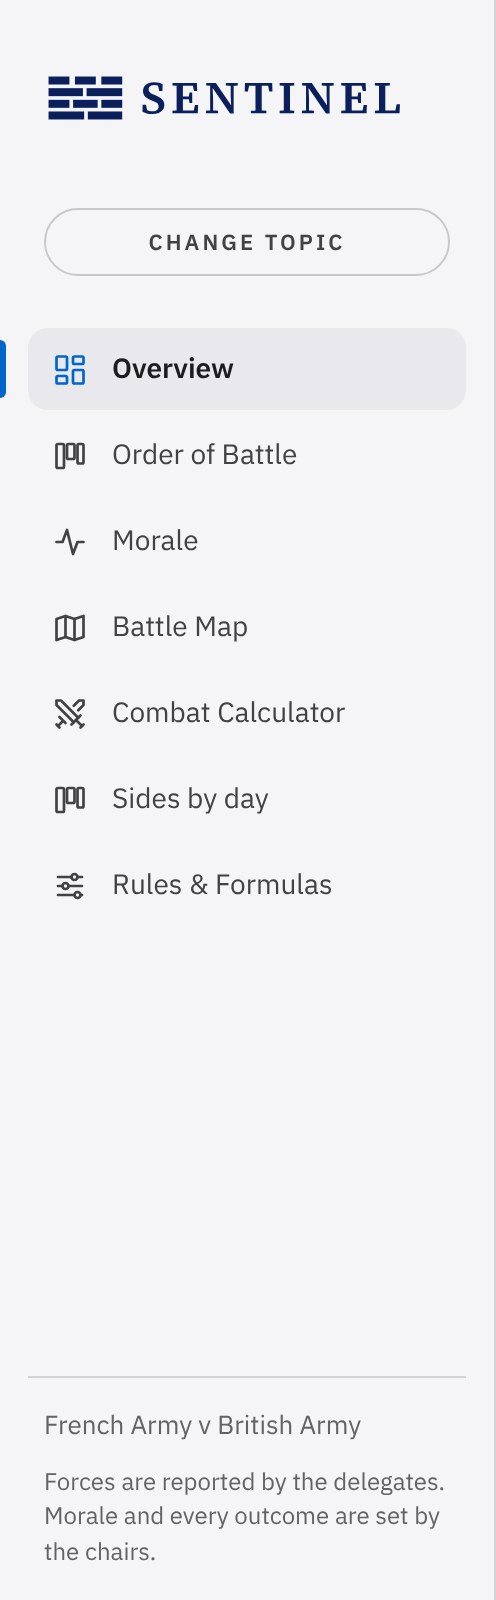 SENTINEL
CHANGE TOPIC
Overview
Order of Battle
Morale
Battle Map
Combat Calculator
Sides by day
Rules & Formulas
French Army v British Army
Forces are reported by the delegates.
Morale and every outcome are set by
the chairs.